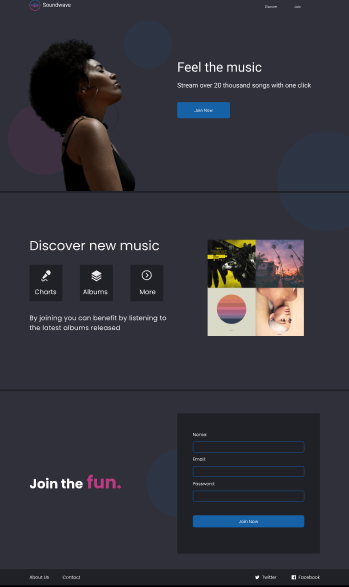 Soundwave
Discover
Join
Feel the music
Stream over 20 thousand songs with one click
Join Now
Discover new music
Charts
Albums
More
By joining you can benefit by listening to
the latest albums released
Join the fun.
Name:
Email:
Password:
Join Now
About Us
Contact
Twitter
Facebook